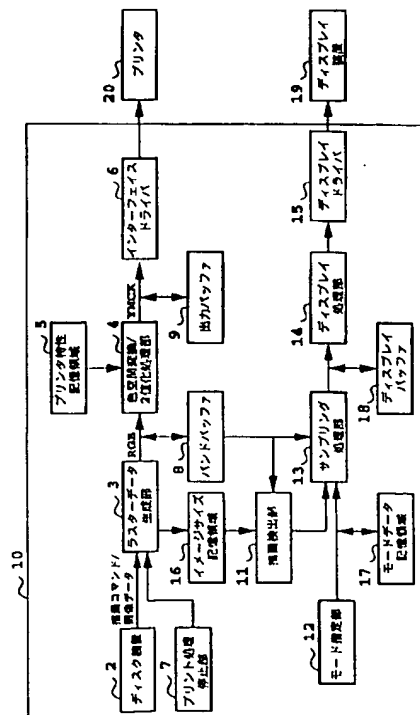 10
2
ディスク装置
描画コマンド/
画像データ
7
プリント処理
停止部
3
ラスターデータ
生成部
RGB
5
プリンタ特性
記憶領域
4
色空間変換/
2値化処理部
YMCK
6
インターフェイス
ドライバ
20
プリンタ
16
イメージサイズ
記憶領域
8
バンドバッファ
9
出力バッファ
11
描画検出部
12
モード指定部
17
モードデータ
記憶領域
13
サンプリング
処理部
18
ディスプレイ
バッファ
14
ディスプレイ
処理部
15
ディスプレイ
ドライバ
19
ディスプレイ
装置